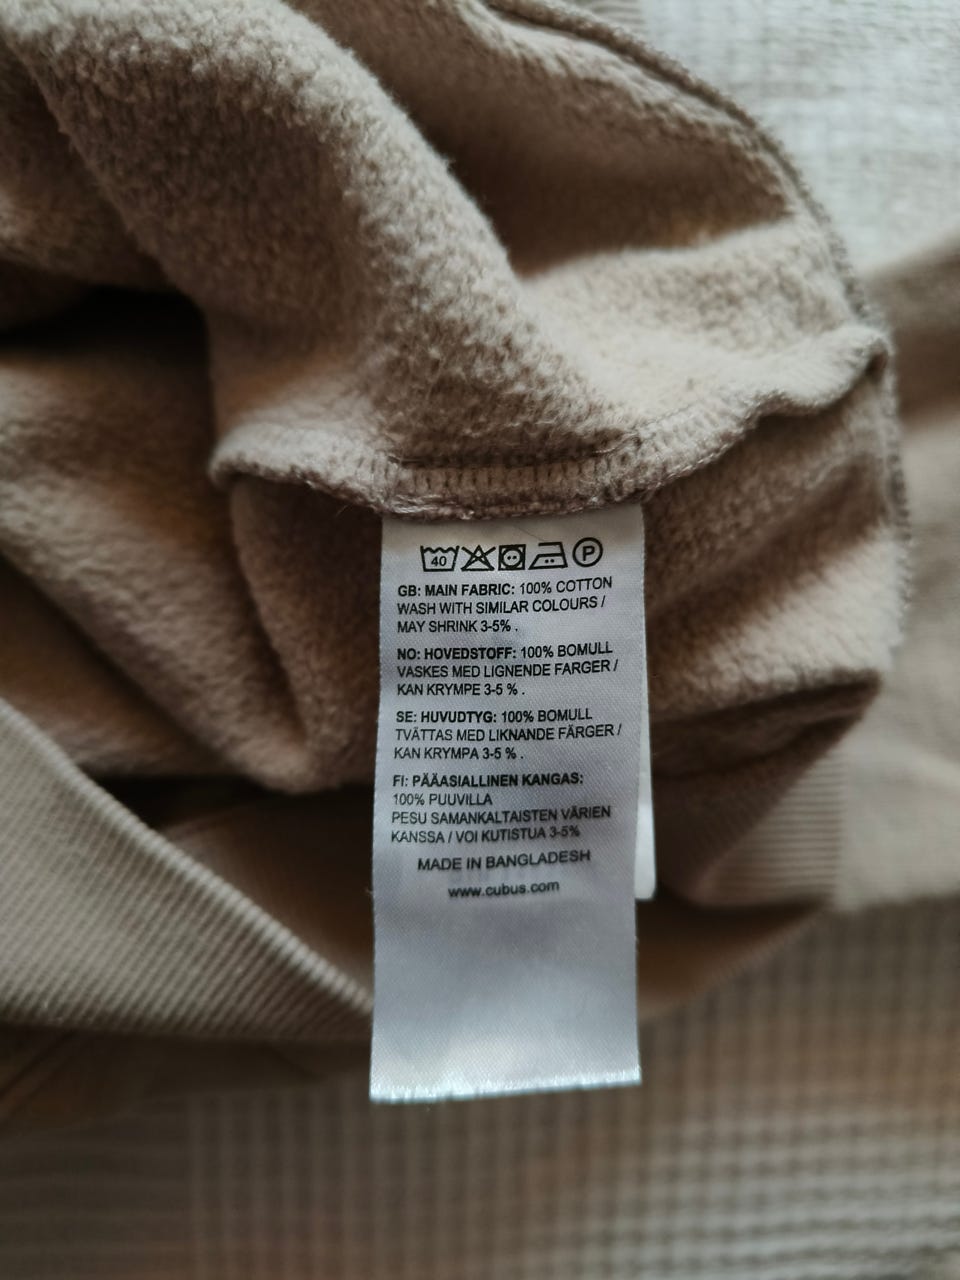 40 P
GB: MAIN FABRIC: 100% COTTON
WASH WITH SIMILAR COLOURS /
MAY SHRINK 3-5% .
NO: HOVEDSTOFF: 100% BOMULL
VASKES MED LIGNENDE FARGER /
KAN KRYMPE 3-5 % .
SE: HUVUDTYG: 100% BOMULL
TVÄTTAS MED LIKNANDE FÄRGER /
KAN KRYMPA 3-5 % .
FI: PÄÄASIALLINEN KANGAS:
100% PUUVILLA
PESU SAMANKALTAISTEN VÄRIEN
KANSSA / VOI KUTISTUA 3-5%
MADE IN BANGLADESH
www.cubus.com